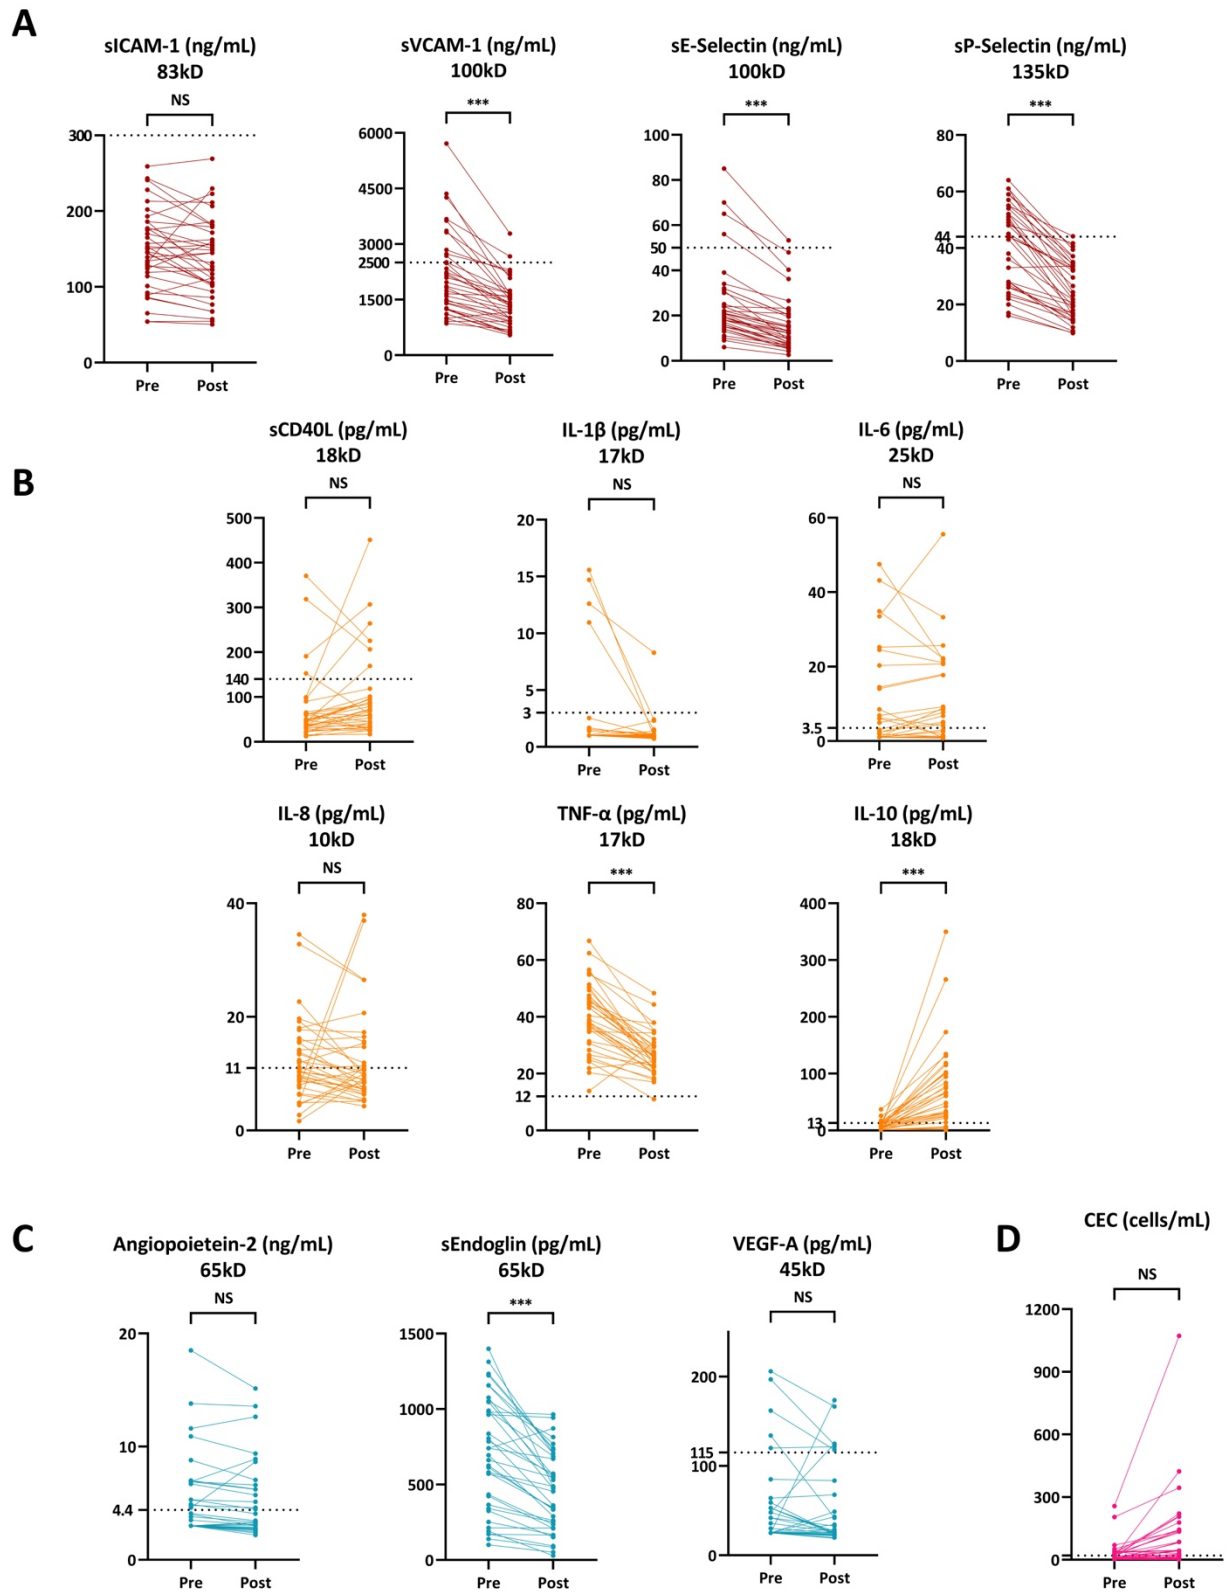 A
sICAM-1 (ng/mL)
83kD
NS
300
200
100
0
Pre
Post
sVCAM-1 (ng/mL)
100kD
***
6000
4500
3000
2500
1500
0
Pre
Post
sE-Selectin (ng/mL)
100kD
***
100
80
60
50
40
20
0
Pre
Post
sP-Selectin (ng/mL)
135kD
***
80
60
44
40
20
0
Pre
Post
B
sCD40L (pg/mL)
18kD
NS
500
400
300
200
140
100
0
Pre
Post
IL-1β (pg/mL)
17kD
NS
20
15
10
5
3
0
Pre
Post
IL-6 (pg/mL)
25kD
NS
60
40
20
3.5
0
Pre
Post
IL-8 (pg/mL)
10kD
NS
40
20
11
0
Pre
Post
TNF-α (pg/mL)
17kD
***
80
60
40
20
12
0
Pre
Post
IL-10 (pg/mL)
18kD
***
400
300
200
100
13
0
Pre
Post
C
Angiopoietein-2 (ng/mL)
65kD
NS
20
10
4.4
0
Pre
Post
sEndoglin (pg/mL)
65kD
***
1500
1000
500
0
Pre
Post
VEGF-A (pg/mL)
45kD
NS
200
115
100
0
Pre
Post
D
CEC (cells/mL)
NS
1200
900
600
300
0
Pre
Post